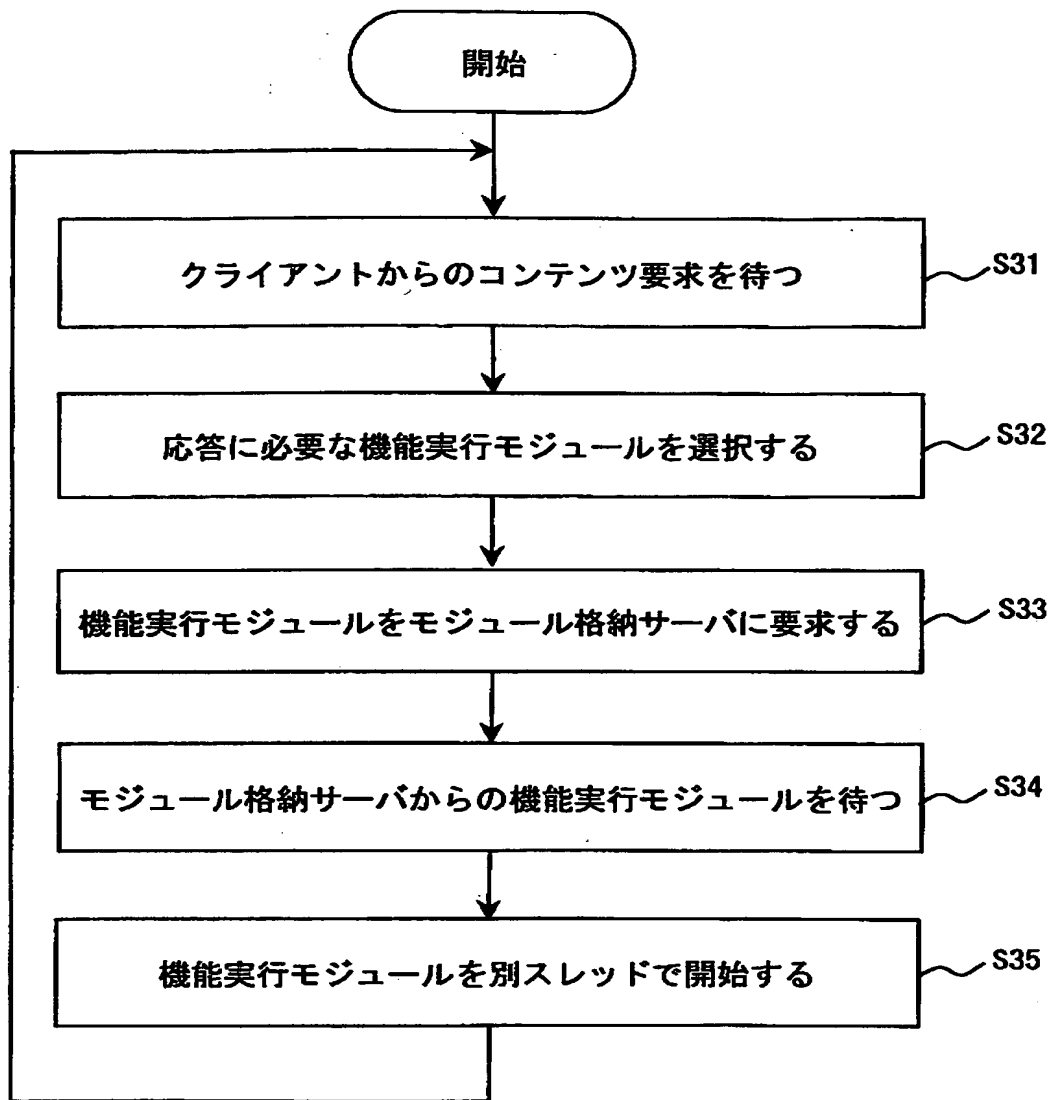 開始
クライアントからのコンテンツ要求を待つ
S31
応答に必要な機能実行モジュールを選択する
S32
機能実行モジュールをモジュール格納サーバに要求する
S33
モジュール格納サーバからの機能実行モジュールを待つ
S34
機能実行モジュールを別スレッドで開始する
S35